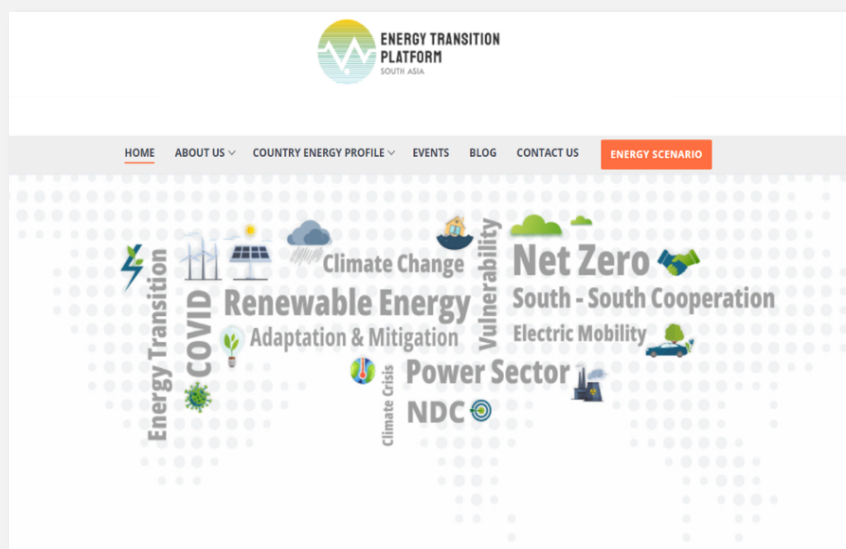 ENERGY TRANSITION
PLATFORM
SOUTH ASIA
HOME ABOUT US COUNTRY ENERGY PROFILE EVENTS BLOG CONTACT US ENERGY SCENARIO
Energy Transition
COVID
Climate Change
Renewable Energy
Adaptation & Mitigation
Vulnerability
Net Zero
South - South Cooperation
Electric Mobility
Climate Crisis
Power Sector
NDC